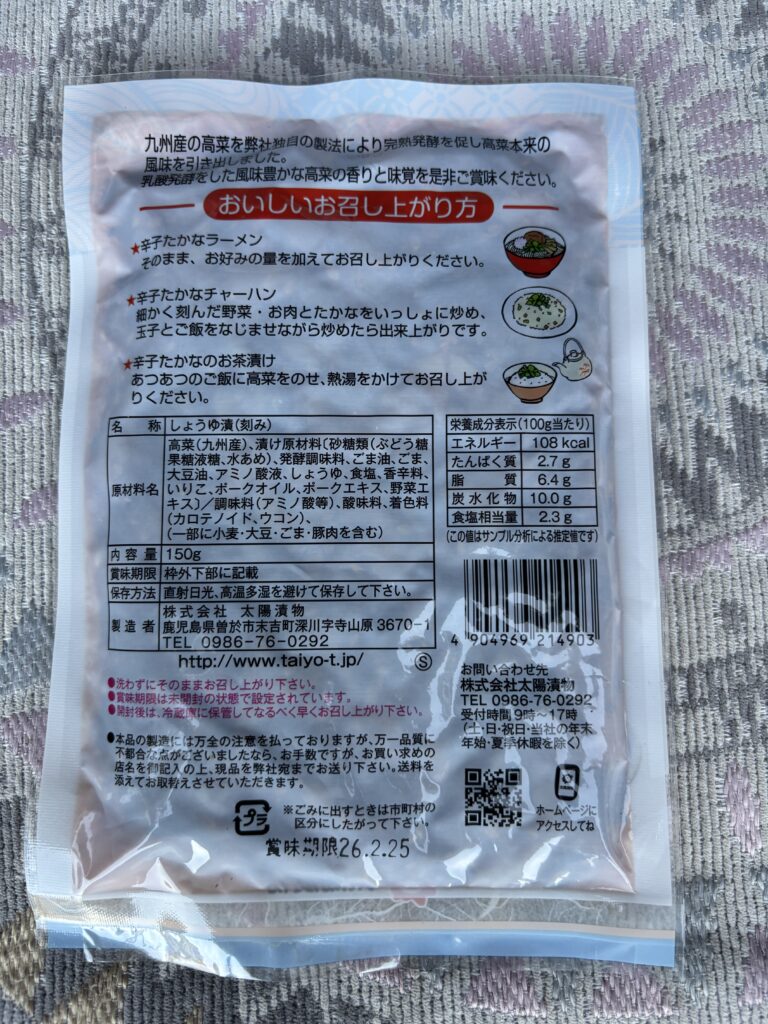 九州産の高菜を弊社独自の製法により完熟発酵を促し高菜本来の
風味を引き出しました。
乳酸発酵をした風味豊かな高菜の香りと味覚を是非ご賞味ください。
おいしいお召し上がり方
★辛子たかなラーメン
そのまま、お好みの量を加えてお召し上がりください。
★辛子たかなチャーハン
細かく刻んだ野菜・お肉とたかなをいっしょに炒め、
玉子とご飯をなじませながら炒めたら出来上がりです。
★辛子たかなのお茶漬け
あつあつのご飯に高菜をのせ、熱湯をかけてお召し上が
りください。
名称 しょうゆ漬(刻み)
原材料名 高菜(九州産)、漬け原材料(砂糖類(ぶどう糖
果糖液糖、水あめ)、発酵調味料、ごま油、ごま、
大豆油、アミノ酸液、しょうゆ、食塩、香辛料、
いりこ、ポークオイル、ポークエキス、野菜エ
キス)/調味料(アミノ酸等)、酸味料、着色料
(カロテノイド、ウコン)、
(一部に小麦・大豆・ごま・豚肉を含む)
内容量 150g
賞味期限 枠外下部に記載
保存方法 直射日光、高温多湿を避けて保存して下さい。
製造者 株式会社 太陽漬物
鹿児島県曽於市末吉町深川字寺山原3670-1
TEL 0986-76-0292
http://www.taiyo-t.jp/ Ⓢ
栄養成分表示(100g当たり)
エネルギー 108 kcal
たんぱく質 2.7 g
脂質 6.4 g
炭水化物 10.0 g
食塩相当量 2.3 g
(この値はサンプル分析による推定値です)
4 904969 214903
●洗わずにそのままお召し上がり下さい。
●賞味期限は未開封の状態で設定されています。
●開封後は、冷蔵庫に保管してなるべく早くお召し上がり下さい。
●本品の製造には万全の注意を払っておりますが、万一品質に
不都合な点がございましたなら、お手数ですが、お買い求めの
店名を御記入の上、現品を弊社宛までお送り下さい。送料を
添えてお取替えさせていただきます。
お問い合わせ先
株式会社太陽漬物
TEL 0986-76-0292
受付時間9時〜17時
(土・日・祝日・当社の年末
年始・夏季休暇を除く)
ホームページに
アクセスしてね
プラ
※ごみに出すときは市町村の
区分にしたがって下さい。
賞味期限26.2.25